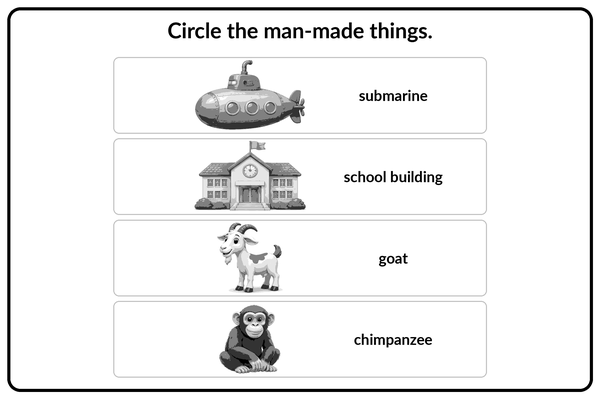 Circle the man-made things.
submarine
school building
goat
chimpanzee